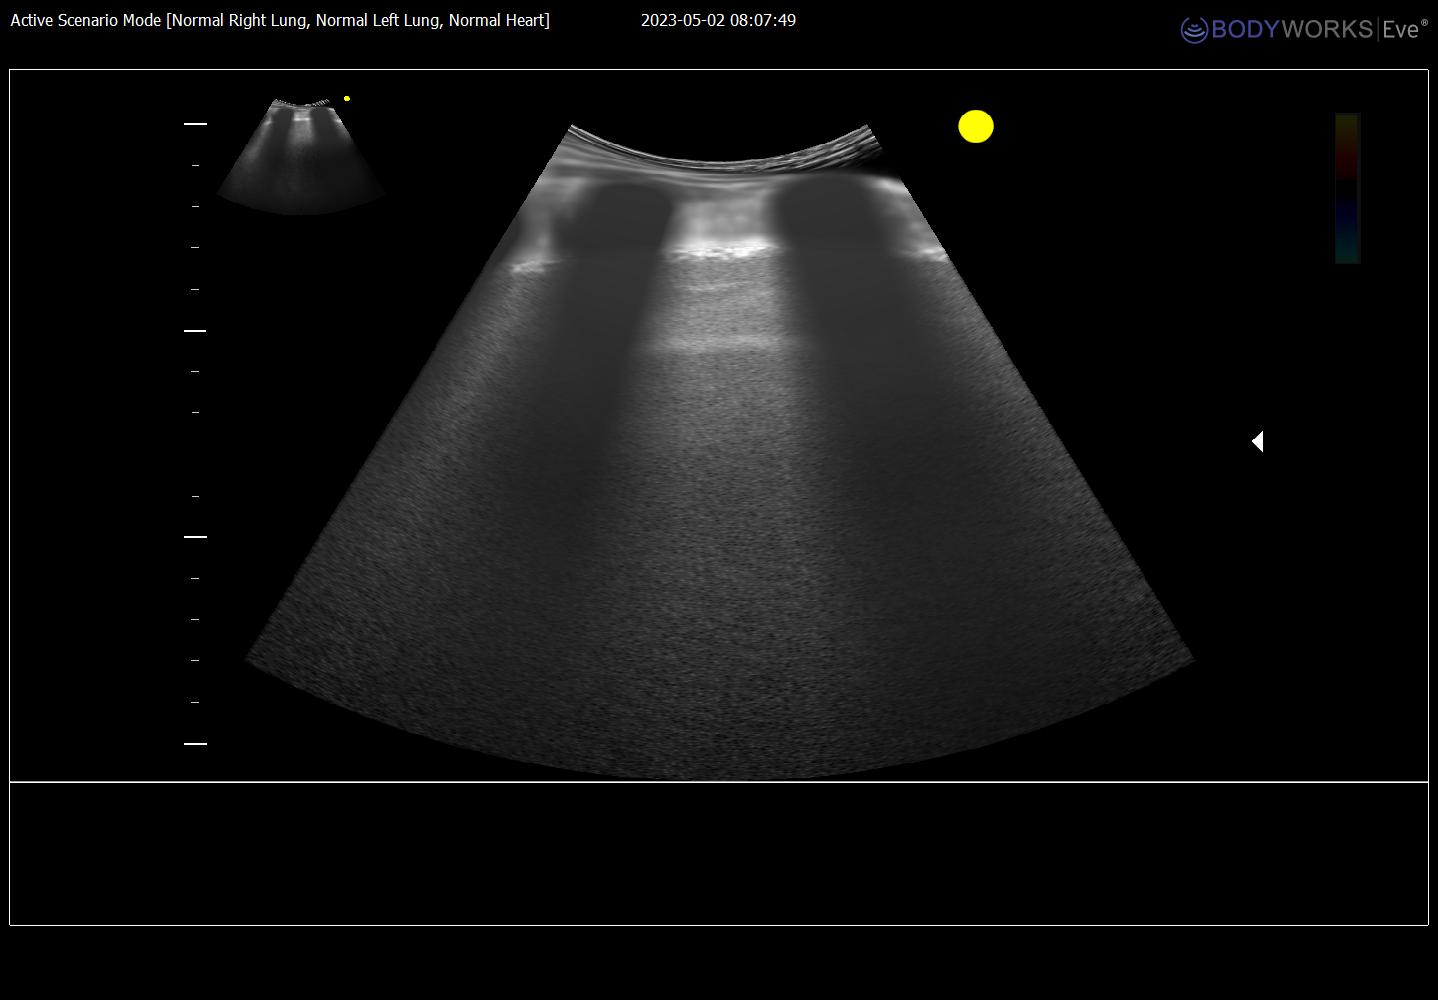 Active Scenario Mode [Normal Right Lung, Normal Left Lung, Normal Heart]
2023-05-02 08:07:49
BODYWORKS|Eve®